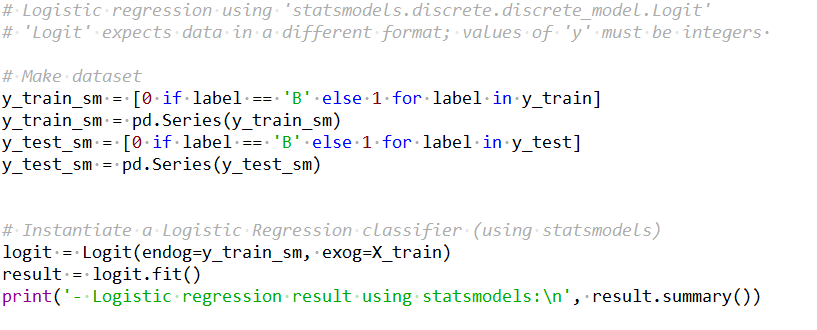 # Logistic regression using 'statsmodels.discrete.discrete_model.Logit'
# 'Logit' expects data in a different format; values of 'y' must be integers
# Make dataset
y_train_sm = [0 if label == 'B' else 1 for label in y_train]
y_train_sm = pd.Series(y_train_sm)
y_test_sm = [0 if label == 'B' else 1 for label in y_test]
y_test_sm = pd.Series(y_test_sm)
# Instantiate a Logistic Regression classifier (using statsmodels)
logit = Logit(endog=y_train_sm, exog=X_train)
result = logit.fit()
print('- Logistic regression result using statsmodels:\n', result.summary())